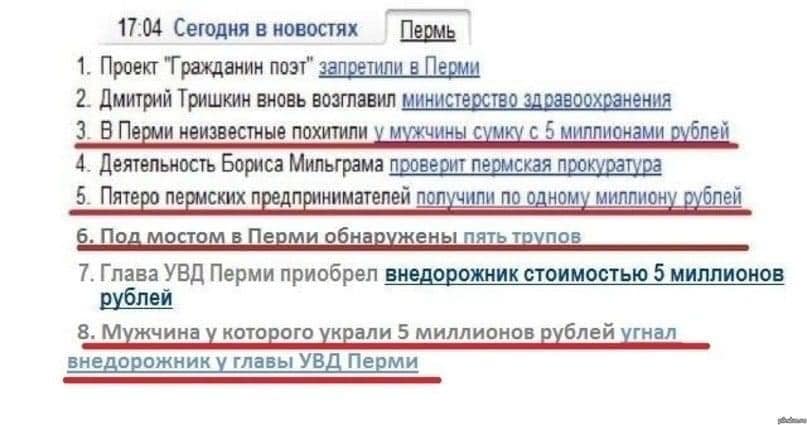 17:04 Сегодня в новостях Пермь
1. Проект "Гражданин поэт" запретили в Перми
2. Дмитрий Тришкин вновь возглавил министерство здравоохранения
3. В Перми неизвестные похитили у мужчины сумку с 5 миллионами рублей
4. Деятельность Бориса Мильграма проверит пермская прокуратура
5. Пятеро пермских предпринимателей получили по одному миллиону рублей
6. Под мостом в Перми обнаружены пять трупов
7. Глава УВД Перми приобрел внедорожник стоимостью 5 миллионов
рублей
8. Мужчина у которого украли 5 миллионов рублей угнал
внедорожник у главы УВД Перми
pikabu.ru